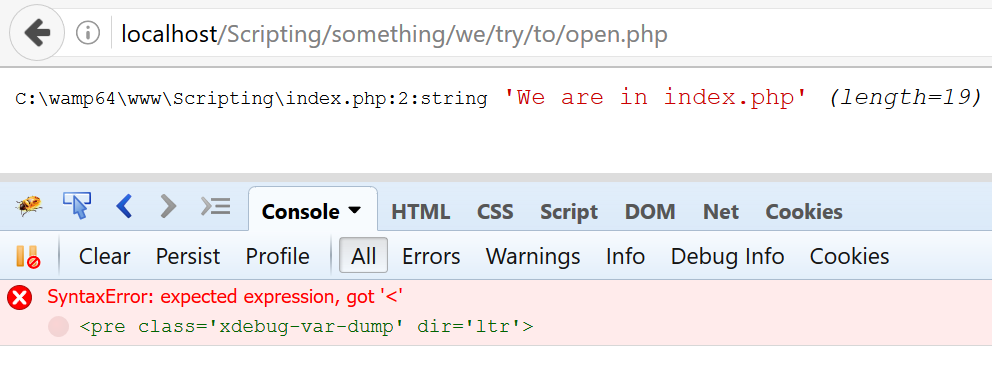 localhost/Scripting/something/we/try/to/open.php
C:\wamp64\www\Scripting\index.php:2:string 'We are in index.php' (length=19)
Console HTML CSS Script DOM Net Cookies
Clear Persist Profile All Errors Warnings Info Debug Info Cookies
SyntaxError: expected expression, got '<'
<pre class='xdebug-var-dump' dir='ltr'>